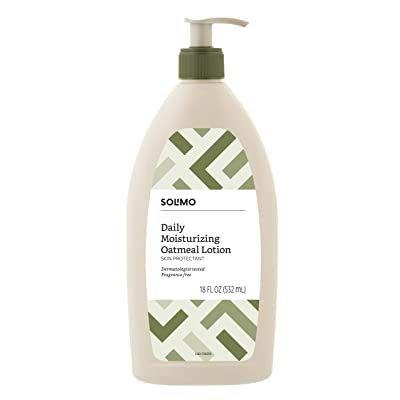 SOLIMO
Daily
Moisturizing
Oatmeal Lotion
SKIN PROTECTANT
Dermatologist tested
Fragrance free
18 FL OZ (532 mL)